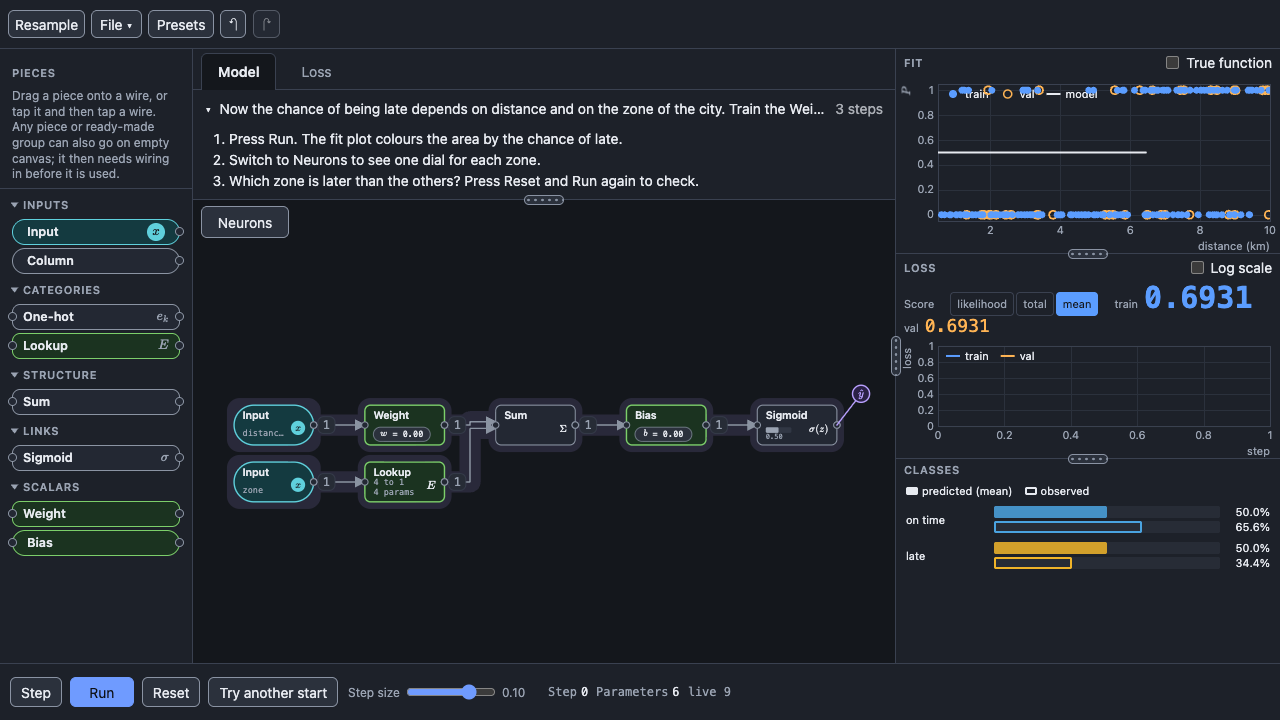 Resample File ▾ Presets
PIECES
Drag a piece onto a wire, or
tap it and then tap a wire.
Any piece or ready-made
group can also go on empty
canvas; it then needs wiring
in before it is used.
INPUTS
Input x
Column
CATEGORIES
One-hot eₖ
Lookup E
STRUCTURE
Sum
LINKS
Sigmoid σ
SCALARS
Weight
Bias
Model Loss
Now the chance of being late depends on distance and on the zone of the city. Train the Wei... 3 steps
1. Press Run. The fit plot colours the area by the chance of late.
2. Switch to Neurons to see one dial for each zone.
3. Which zone is later than the others? Press Reset and Run again to check.
Neurons
Input
distanc… x
1
Weight
w = 0.00
1
Sum
Σ
1
Bias
b = 0.00
1
Sigmoid
0.50 σ(z)
ŷ
Input
zone x
1
Lookup
4 to 1
4 params E
1
FIT True function
train val model
P
1
0.8
0.6
0.4
0.2
0
2 4 6 8 10
distance (km)
LOSS Log scale
Score likelihood total mean train 0.6931
val 0.6931
train val
loss
1
0.8
0.6
0.4
0.2
0
0 0.2 0.4 0.6 0.8 1
step
CLASSES
predicted (mean) observed
on time 50.0%
65.6%
late 50.0%
34.4%
Step Run Reset Try another start Step size 0.10 Step 0 Parameters 6 live 9